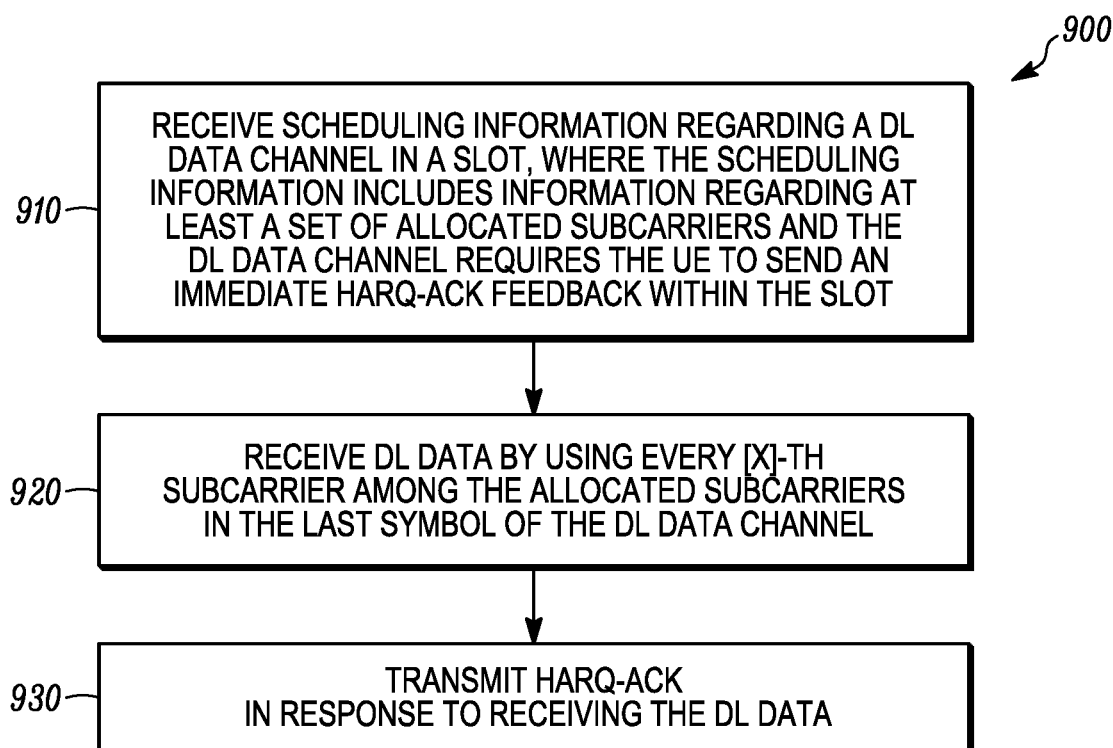 900
910
RECEIVE SCHEDULING INFORMATION REGARDING A DL
DATA CHANNEL IN A SLOT, WHERE THE SCHEDULING
INFORMATION INCLUDES INFORMATION REGARDING AT
LEAST A SET OF ALLOCATED SUBCARRIERS AND THE
DL DATA CHANNEL REQUIRES THE UE TO SEND AN
IMMEDIATE HARQ-ACK FEEDBACK WITHIN THE SLOT
920
RECEIVE DL DATA BY USING EVERY [X]-TH
SUBCARRIER AMONG THE ALLOCATED SUBCARRIERS
IN THE LAST SYMBOL OF THE DL DATA CHANNEL
930
TRANSMIT HARQ-ACK
IN RESPONSE TO RECEIVING THE DL DATA